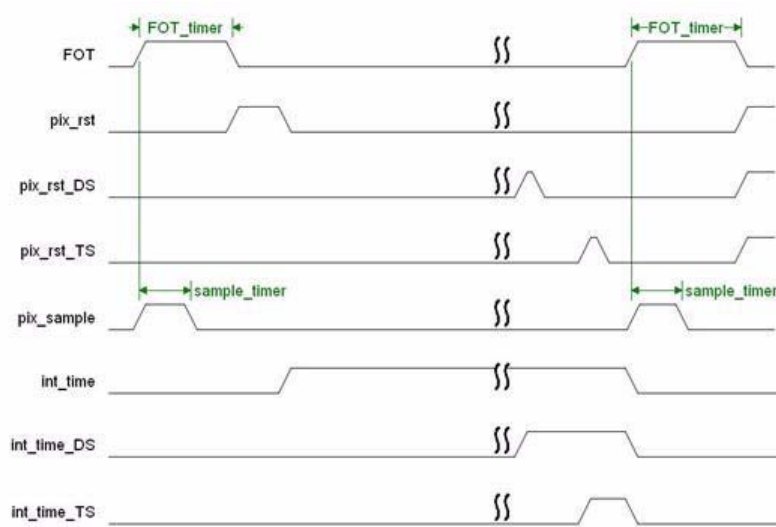 FOT_timer FOT_timer
FOT
pix_rst
pix_rst_DS
pix_rst_TS
sample_timer sample_timer
pix_sample
int_time
int_time_DS
int_time_TS